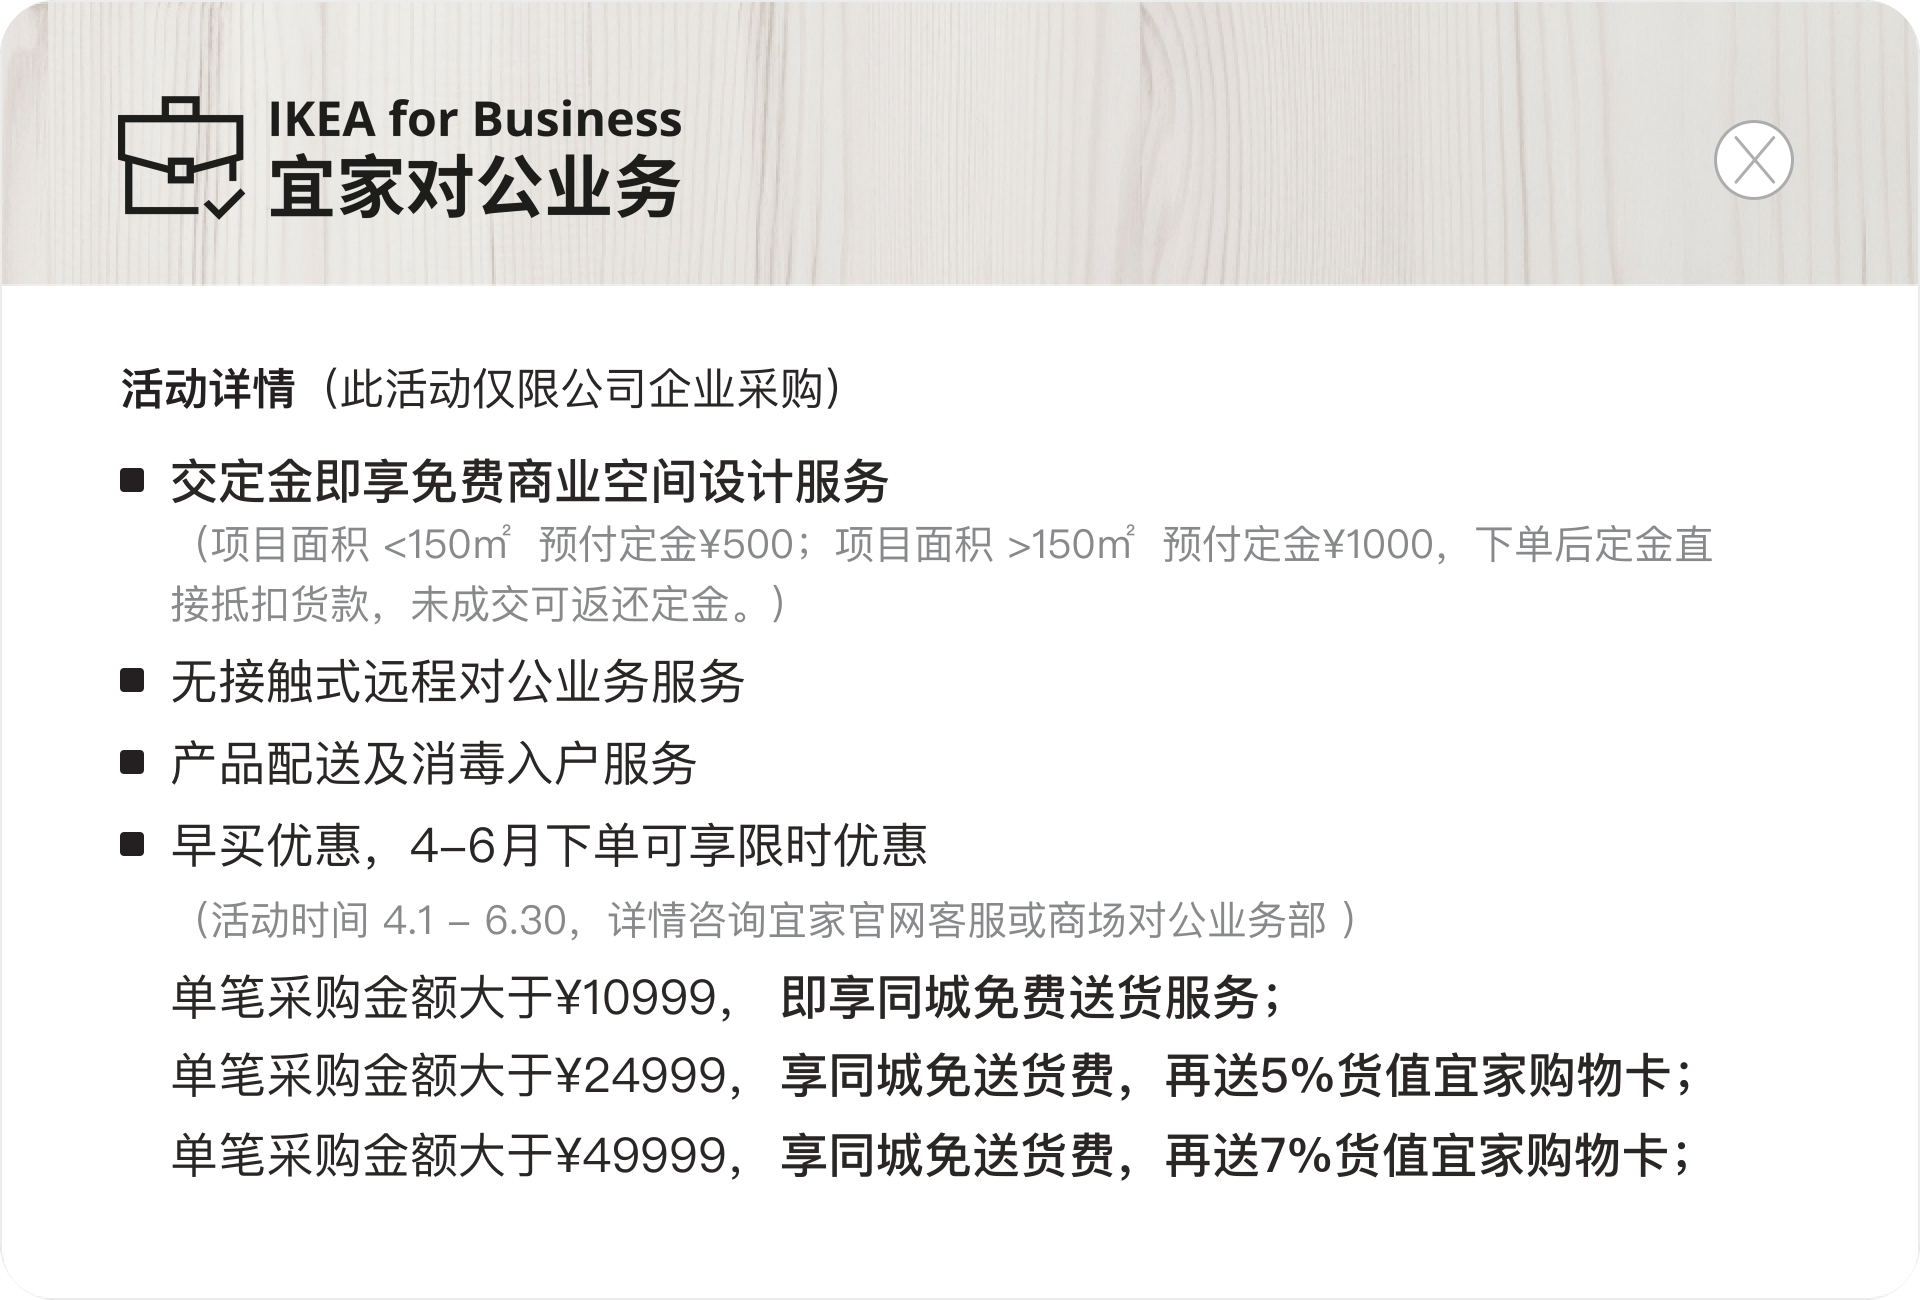 IKEA for Business
宜家对公业务
活动详情（此活动仅限公司企业采购）
交定金即享免费商业空间设计服务
（项目面积 <150㎡ 预付定金¥500；项目面积 >150㎡ 预付定金¥1000，下单后定金直
接抵扣货款，未成交可返还定金。）
无接触式远程对公业务服务
产品配送及消毒入户服务
早买优惠，4–6月下单可享限时优惠
（活动时间 4.1 – 6.30，详情咨询宜家官网客服或商场对公业务部 ）
单笔采购金额大于¥10999， 即享同城免费送货服务；
单笔采购金额大于¥24999， 享同城免送货费，再送5%货值宜家购物卡；
单笔采购金额大于¥49999， 享同城免送货费，再送7%货值宜家购物卡；